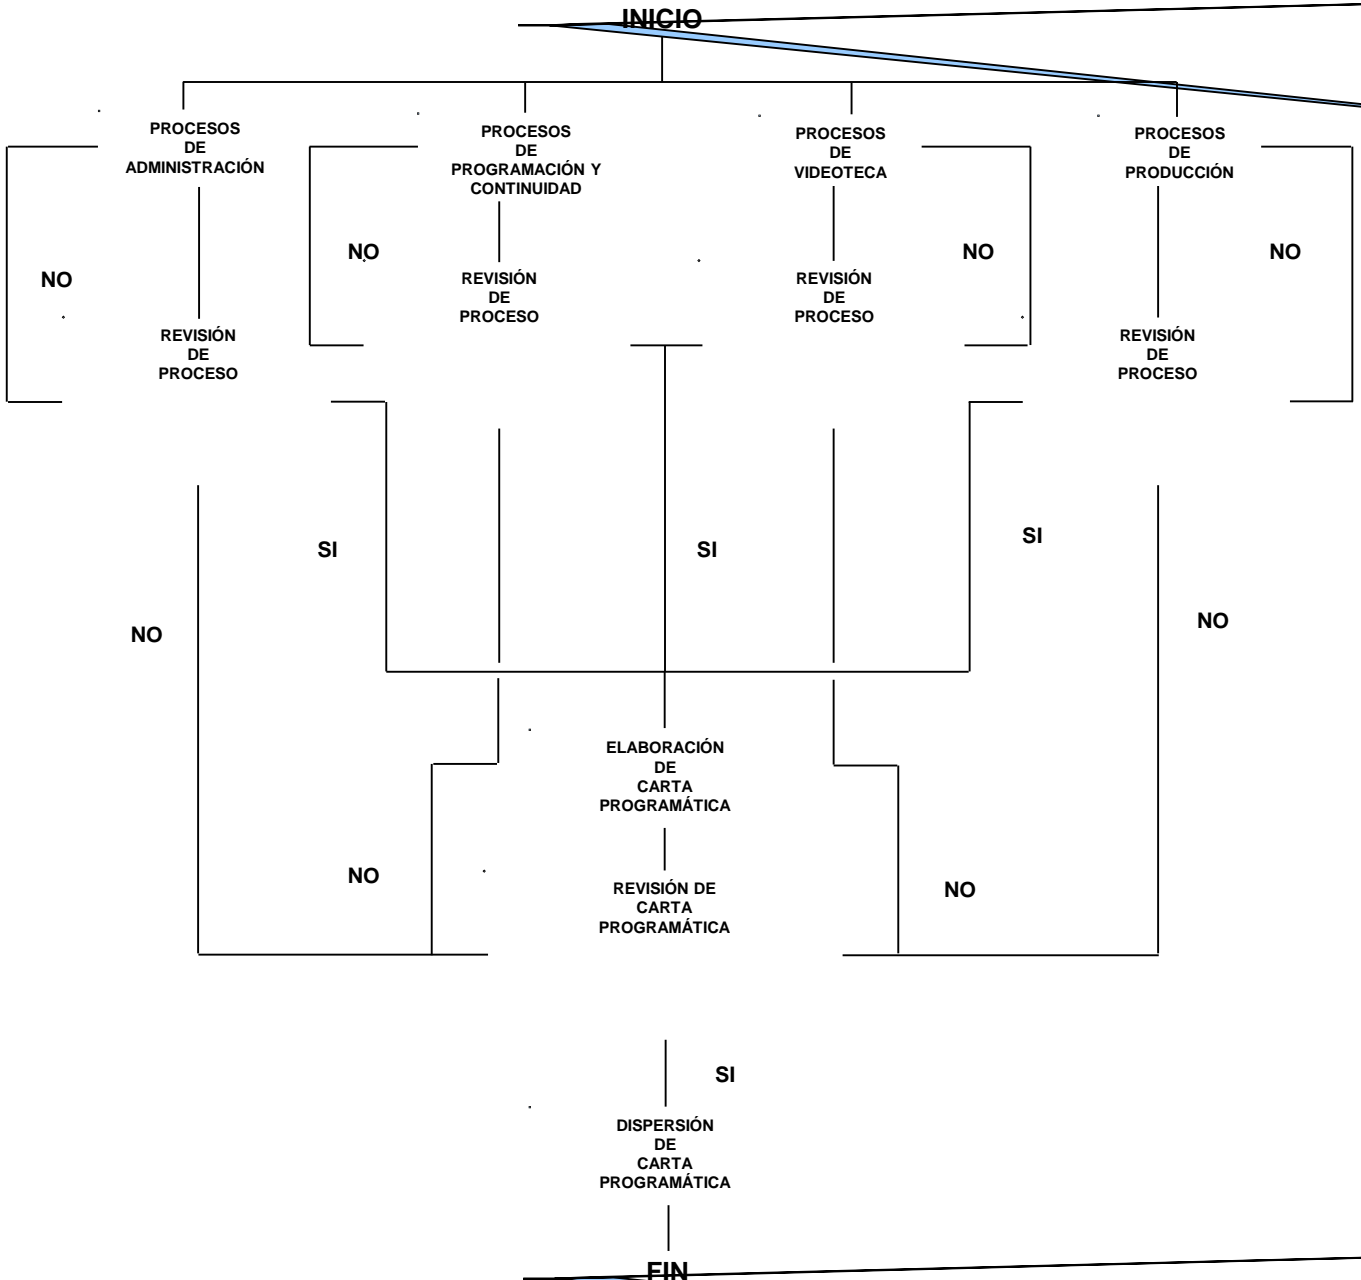 INICIO
PROCESOS
DE
ADMINISTRACIÓN
PROCESOS
DE
PROGRAMACIÓN Y
CONTINUIDAD
PROCESOS
DE
VIDEOTECA
PROCESOS
DE
PRODUCCIÓN
NO
NO
NO
NO
REVISIÓN
DE
PROCESO
REVISIÓN
DE
PROCESO
REVISIÓN
DE
PROCESO
REVISIÓN
DE
PROCESO
SI
SI
SI
NO
NO
ELABORACIÓN
DE
CARTA
PROGRAMÁTICA
NO
REVISIÓN DE
CARTA
PROGRAMÁTICA
NO
SI
DISPERSIÓN
DE
CARTA
PROGRAMÁTICA
FIN